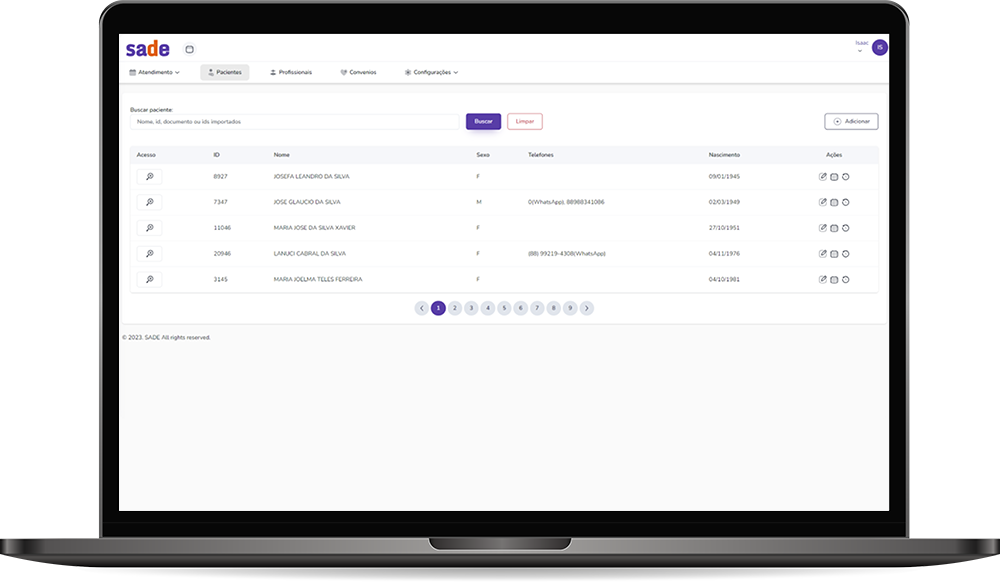 sade
Isaac
IS
Atendimento
Pacientes
Profissionais
Convenios
Configurações
Buscar paciente:
Nome, id, documento ou ids importados
Buscar
Limpar
Adicionar
Acesso ID Nome Sexo Telefones Nascimento Ações
8927 JOSEFA LEANDRO DA SILVA F 09/01/1945
7347 JOSE GLAUCIO DA SILVA M 0(WhatsApp), 88988341086 02/03/1949
11046 MARIA JOSE DA SILVA XAVIER F 27/10/1951
20946 LANUCI CABRAL DA SILVA F (88) 99219-4308(WhatsApp) 04/11/1976
3145 MARIA JOELMA TELES FERREIRA F 04/10/1981
1 2 3 4 5 6 7 8 9
© 2023. SADE All rights reserved.